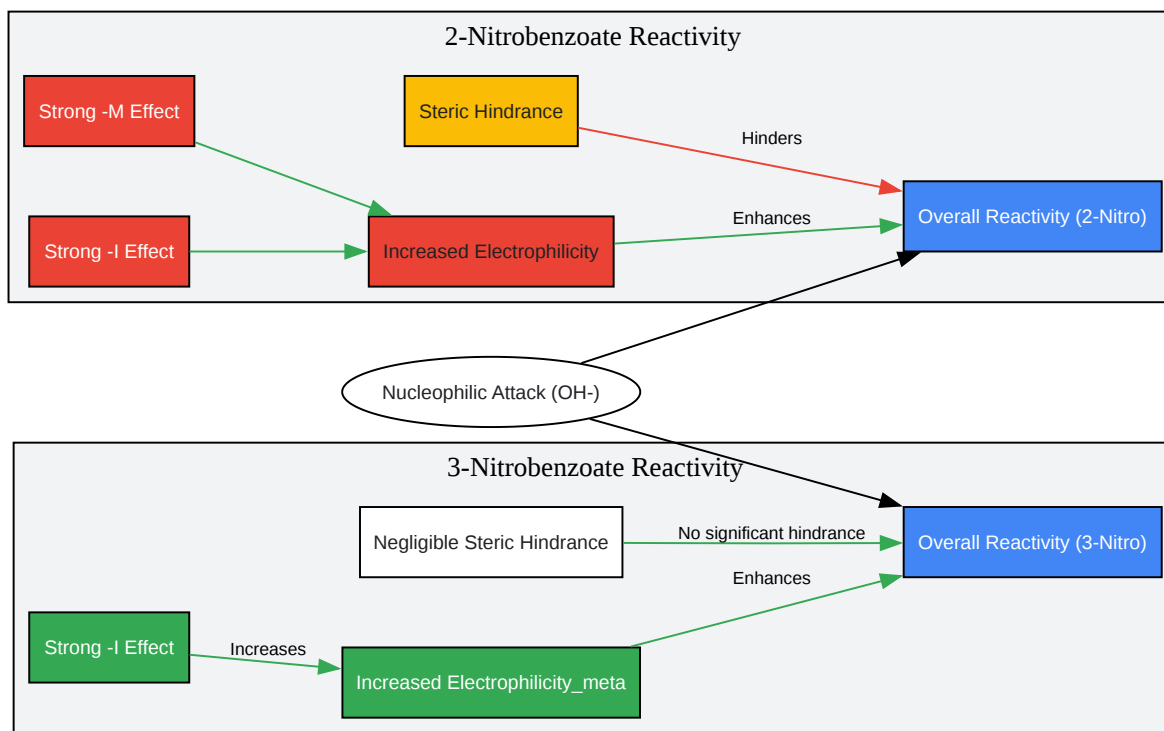 2-Nitrobenzoate Reactivity
Strong -M Effect
Steric Hindrance
Hinders
Overall Reactivity (2-Nitro)
Strong -I Effect
Increased Electrophilicity
Enhances
Nucleophilic Attack (OH-)
3-Nitrobenzoate Reactivity
Negligible Steric Hindrance
No significant hindrance
Overall Reactivity (3-Nitro)
Enhances
Strong -I Effect
Increases
Increased Electrophilicity_meta